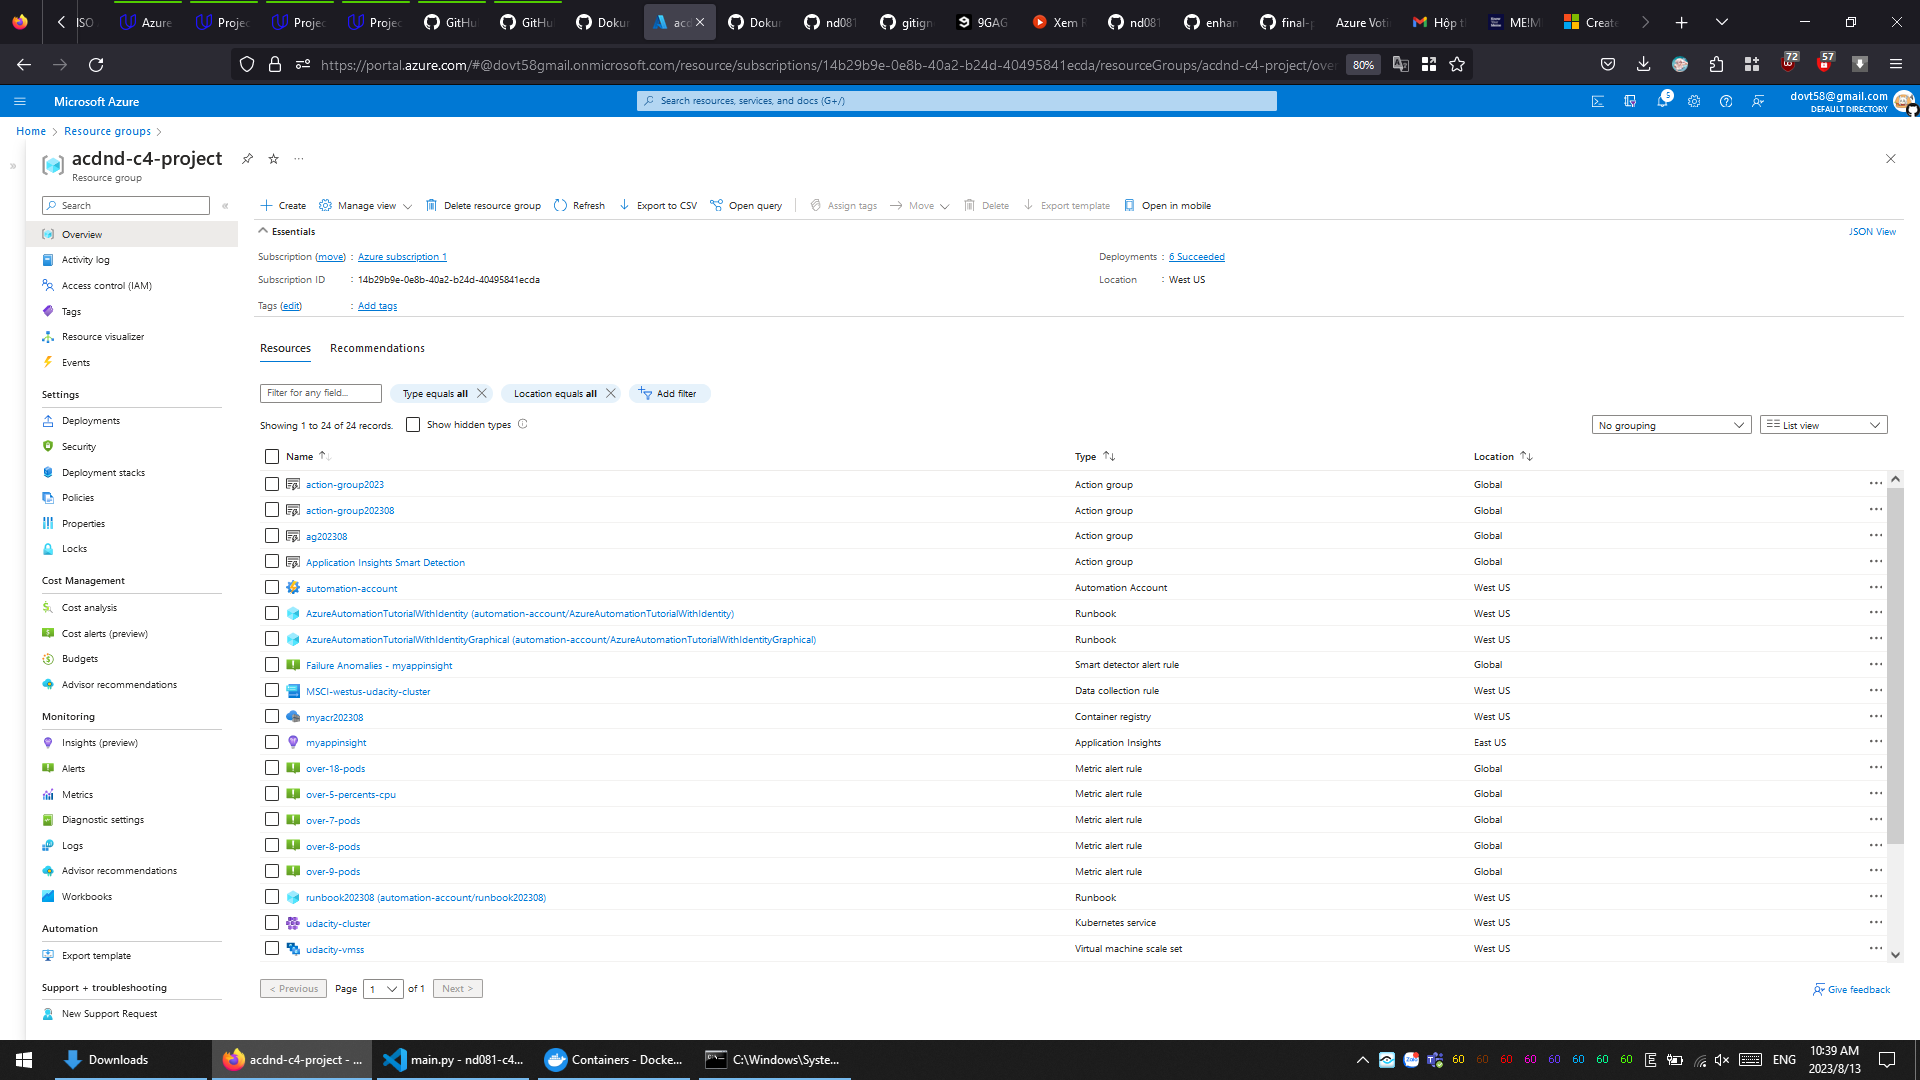 ISO
Azure
Projec
Projec
Projec
GitHu
GitHu
Dokur
acd
Dokur
nd081
gitign
9GAG
Xem F
nd081
enhan
final-p
Azure Voti
Hộp th
ME!M
Create
https://portal.azure.com/#@dovt58gmail.onmicrosoft.com/resource/subscriptions/14b29b9e-0e8b-40a2-b24d-40495841ecda/resourceGroups/acdnd-c4-project/over
80%
72
57
Microsoft Azure
Search resources, services, and docs (G+/)
5
dovt58@gmail.com
DEFAULT DIRECTORY
Home
Resource groups
acdnd-c4-project
Resource group
Search
Overview
Activity log
Access control (IAM)
Tags
Resource visualizer
Events
Settings
Deployments
Security
Deployment stacks
Policies
Properties
Locks
Cost Management
Cost analysis
Cost alerts (preview)
Budgets
Advisor recommendations
Monitoring
Insights (preview)
Alerts
Metrics
Diagnostic settings
Logs
Advisor recommendations
Workbooks
Automation
Export template
Support + troubleshooting
New Support Request
Create
Manage view
Delete resource group
Refresh
Export to CSV
Open query
Assign tags
Move
Delete
Export template
Open in mobile
Essentials
JSON View
Subscription (move) : Azure subscription 1
Deployments : 6 Succeeded
Subscription ID : 14b29b9e-0e8b-40a2-b24d-40495841ecda
Location : West US
Tags (edit) : Add tags
Resources
Recommendations
Filter for any field...
Type equals all
Location equals all
Add filter
Showing 1 to 24 of 24 records.
Show hidden types
No grouping
List view
Name Type Location
action-group2023 Action group Global
action-group202308 Action group Global
ag202308 Action group Global
Application Insights Smart Detection Action group Global
automation-account Automation Account West US
AzureAutomationTutorialWithIdentity (automation-account/AzureAutomationTutorialWithIdentity) Runbook West US
AzureAutomationTutorialWithIdentityGraphical (automation-account/AzureAutomationTutorialWithIdentityGraphical) Runbook West US
Failure Anomalies - myappinsight Smart detector alert rule Global
MSCI-westus-udacity-cluster Data collection rule West US
myacr202308 Container registry West US
myappinsight Application Insights East US
over-18-pods Metric alert rule Global
over-5-percents-cpu Metric alert rule Global
over-7-pods Metric alert rule Global
over-8-pods Metric alert rule Global
over-9-pods Metric alert rule Global
runbook202308 (automation-account/runbook202308) Runbook West US
udacity-cluster Kubernetes service West US
udacity-vmss Virtual machine scale set West US
< Previous
Page 1 of 1
Next >
Give feedback
Downloads
acdnd-c4-project - ...
main.py - nd081-c4...
Containers - Docke...
C:\Windows\Syste...
60 60 60 60 60 60 60 60
ENG
10:39 AM
2023/8/13